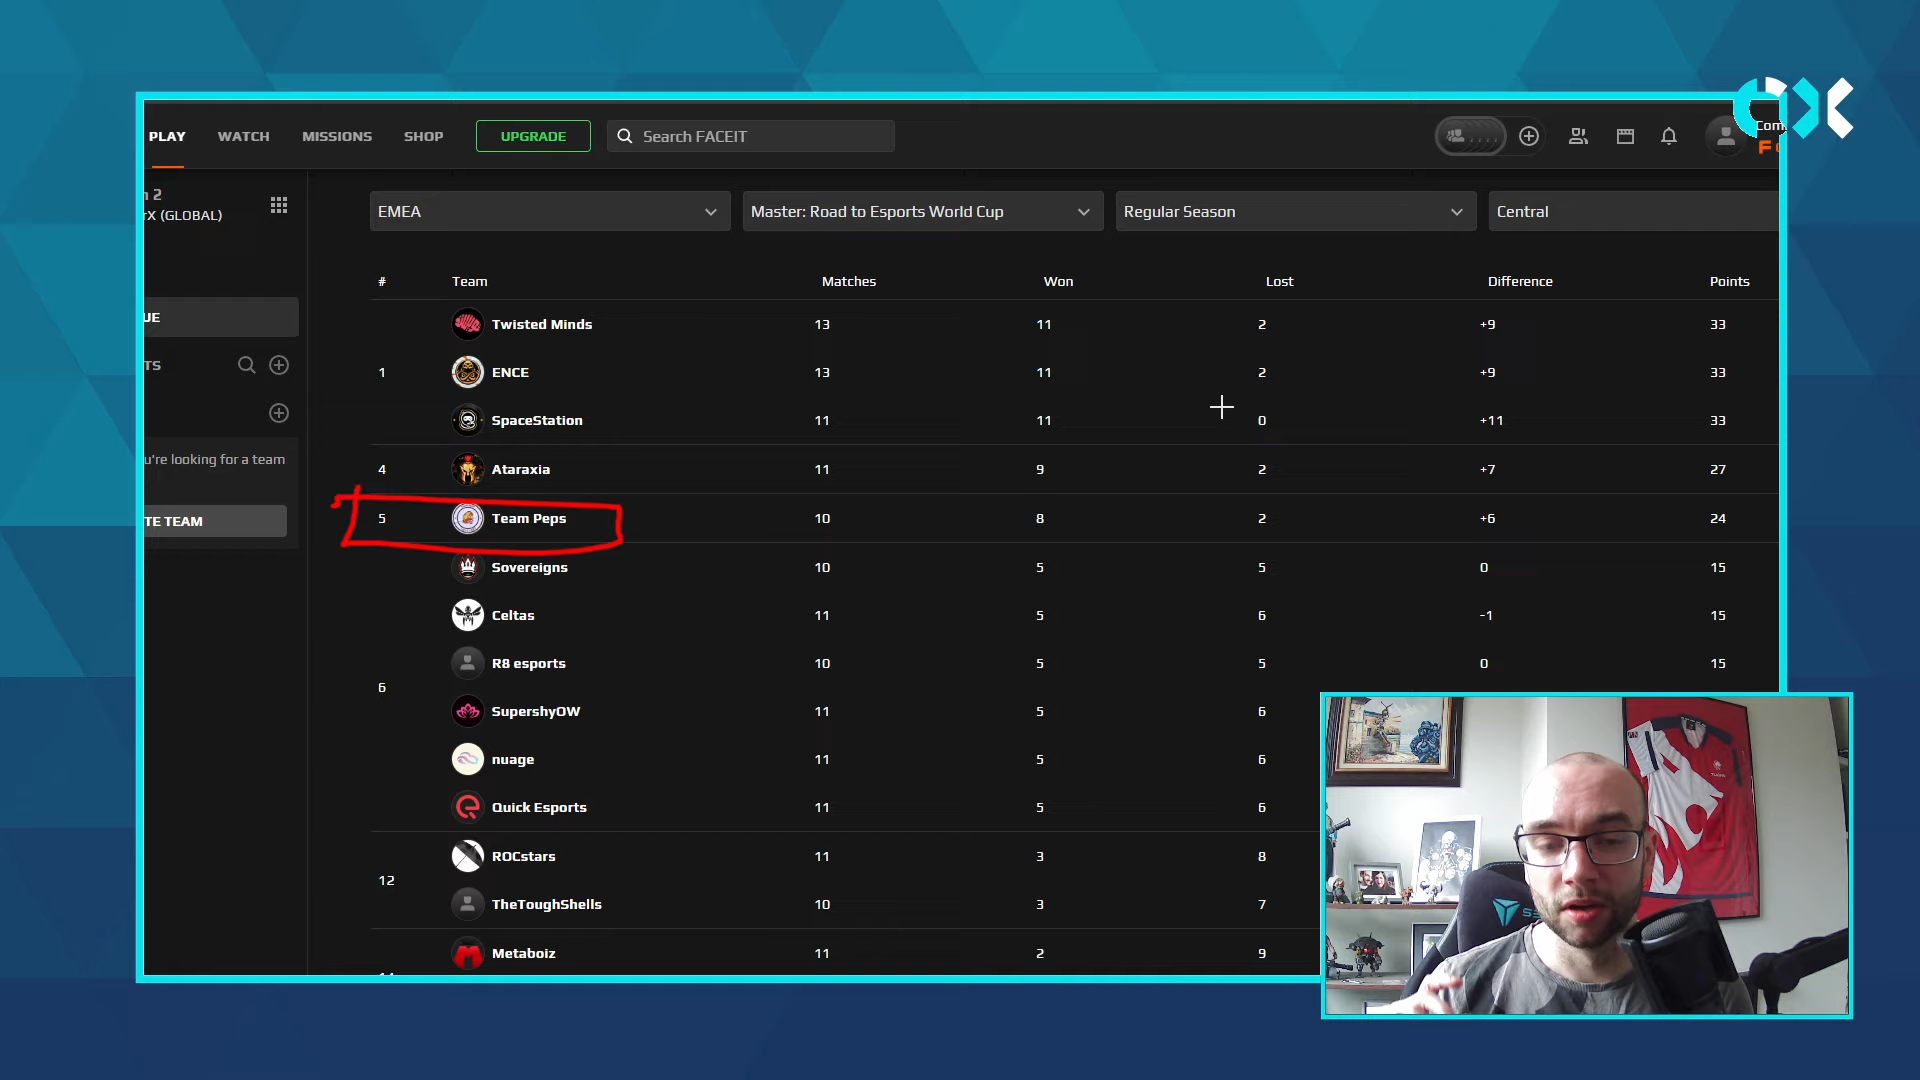 PLAY WATCH MISSIONS SHOP UPGRADE Search FACEIT
Com
F
n 2
rX (GLOBAL)
EMEA Master: Road to Esports World Cup Regular Season Central
# Team Matches Won Lost Difference Points
UE
TS
u're looking for a team
TE TEAM
Twisted Minds 13 11 2 +9 33
1 ENCE 13 11 2 +9 33
SpaceStation 11 11 0 +11 33
4 Ataraxia 11 9 2 +7 27
5 Team Peps 10 8 2 +6 24
Sovereigns 10 5 5 0 15
Celtas 11 5 6 -1 15
R8 esports 10 5 5 0 15
6
SupershyOW 11 5 6
nuage 11 5 6
Quick Esports 11 5 6
ROCstars 11 3 8
12
TheToughShells 10 3 7
Metaboiz 11 2 9